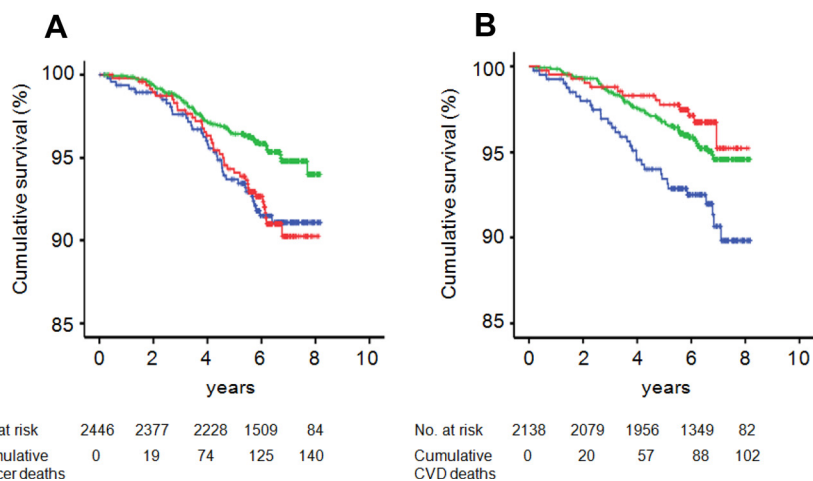 A
B
Cumulative survival (%)
100
95
90
85
0 2 4 6 8 10
years
Cumulative survival (%)
100
95
90
85
0 2 4 6 8 10
years
at risk 2446 2377 2228 1509 84
mulative 0 19 74 125 140
cer deaths
No. at risk 2138 2079 1956 1349 82
Cumulative 0 20 57 88 102
CVD deaths